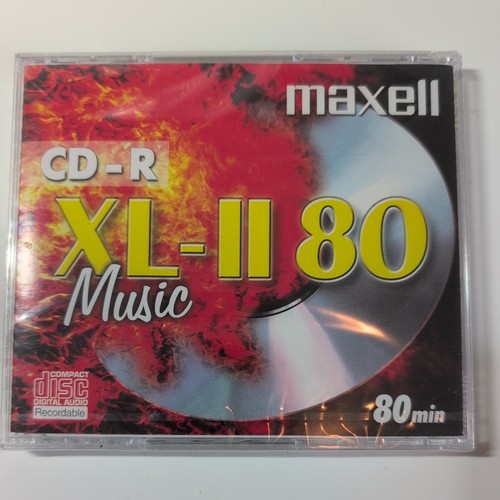 maxell
CD-R
XL-II 80
Music
COMPACT
disc
DIGITAL AUDIO
Recordable
80min